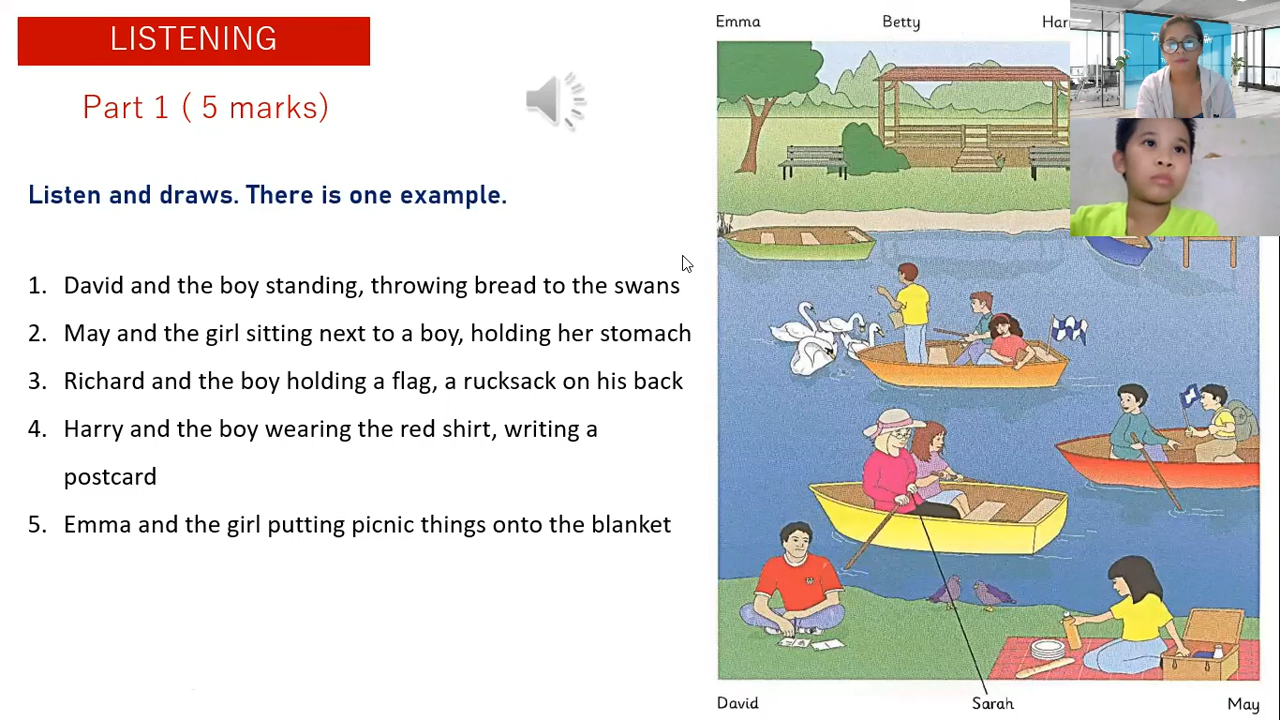 LISTENING
Part 1 ( 5 marks)
Listen and draws. There is one example.
1. David and the boy standing, throwing bread to the swans
2. May and the girl sitting next to a boy, holding her stomach
3. Richard and the boy holding a flag, a rucksack on his back
4. Harry and the boy wearing the red shirt, writing a
postcard
5. Emma and the girl putting picnic things onto the blanket
Emma Betty Har
David Sarah May